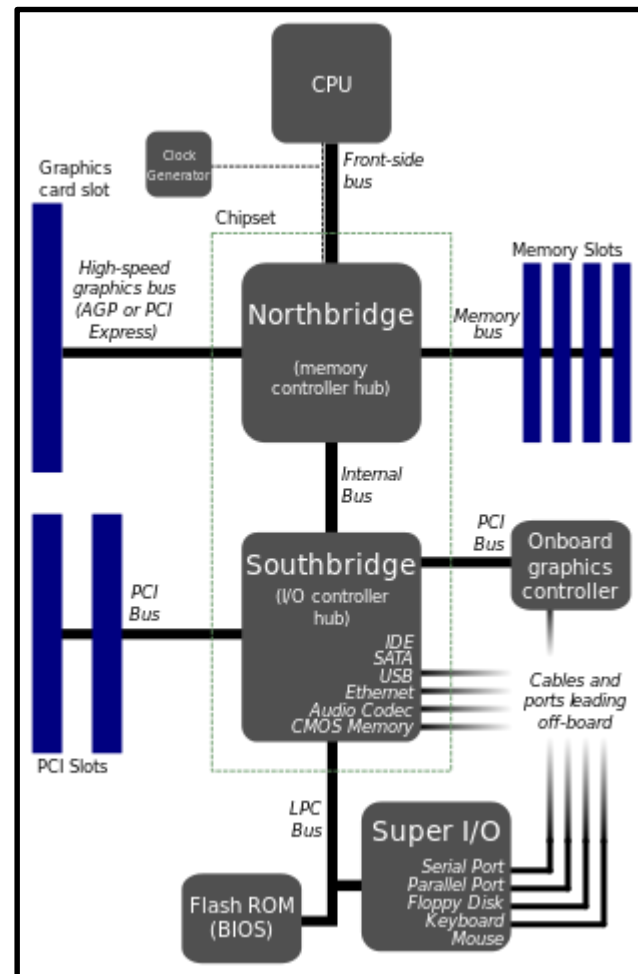 CPU
Clock
Generator
Front-side
bus
Graphics
card slot
Chipset
High-speed
graphics bus
(AGP or PCI
Express)
Northbridge
(memory
controller hub)
Memory
bus
Memory Slots
Internal
Bus
PCI
Bus
Southbridge
(I/O controller
hub)
IDE
SATA
USB
Ethernet
Audio Codec
CMOS Memory
PCI
Bus
Onboard
graphics
controller
Cables and
ports leading
off-board
PCI Slots
LPC
Bus
Super I/O
Serial Port
Parallel Port
Floppy Disk
Keyboard
Mouse
Flash ROM
(BIOS)